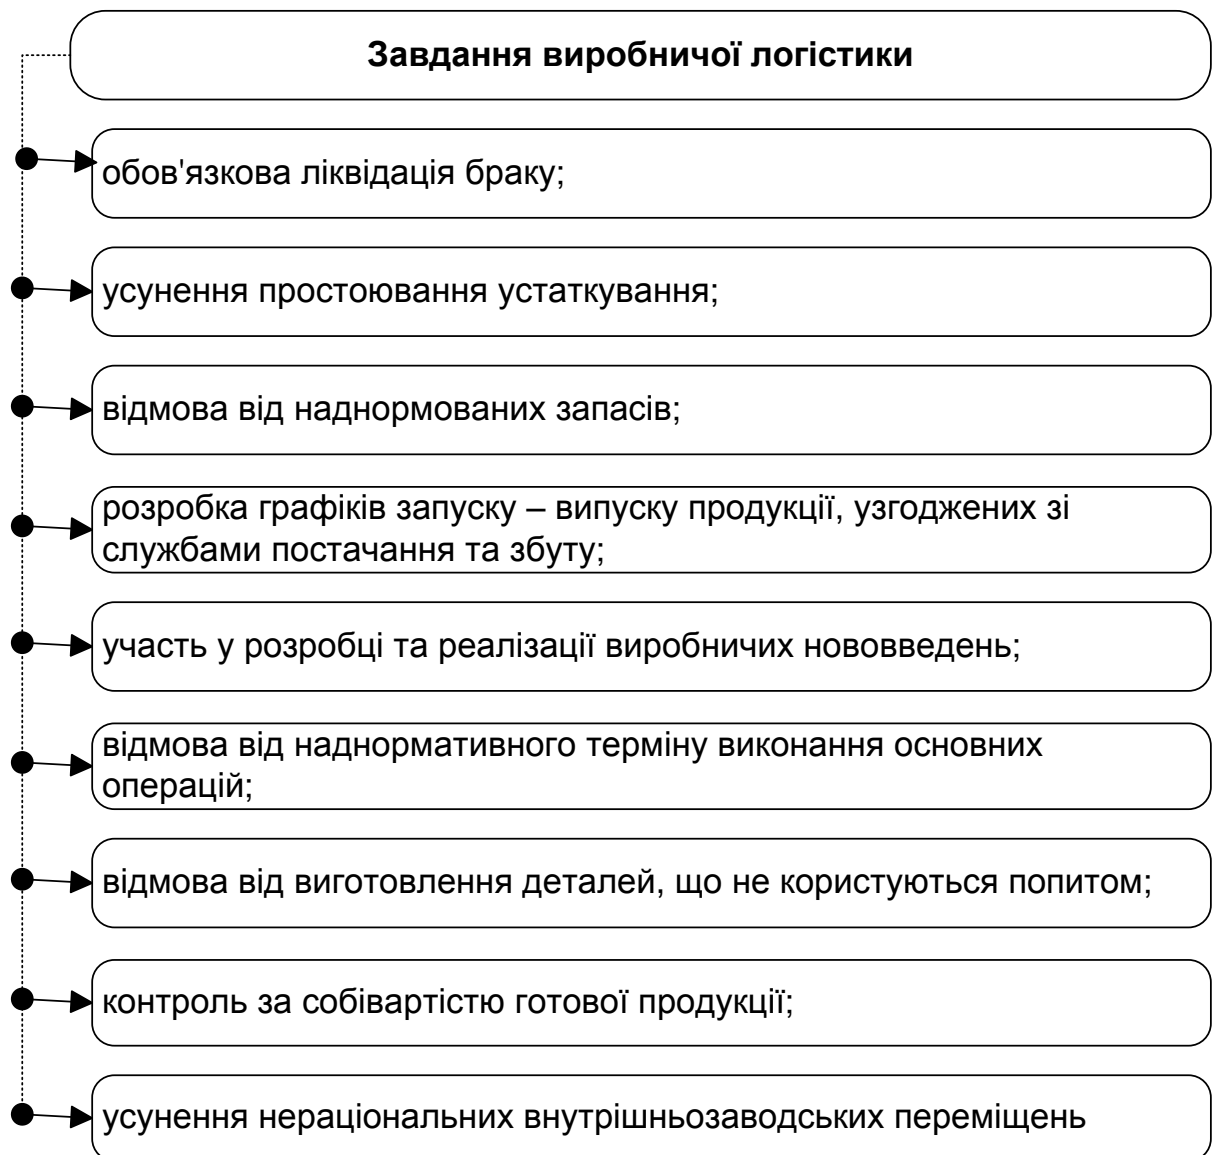 Завдання виробничої логістики
обов'язкова ліквідація браку;
усунення простоювання устаткування;
відмова від наднормованих запасів;
розробка графіків запуску – випуску продукції, узгоджених зі
службами постачання та збуту;
участь у розробці та реалізації виробничих нововведень;
відмова від наднормативного терміну виконання основних
операцій;
відмова від виготовлення деталей, що не користуються попитом;
контроль за собівартістю готової продукції;
усунення нераціональних внутрішньозаводських переміщень